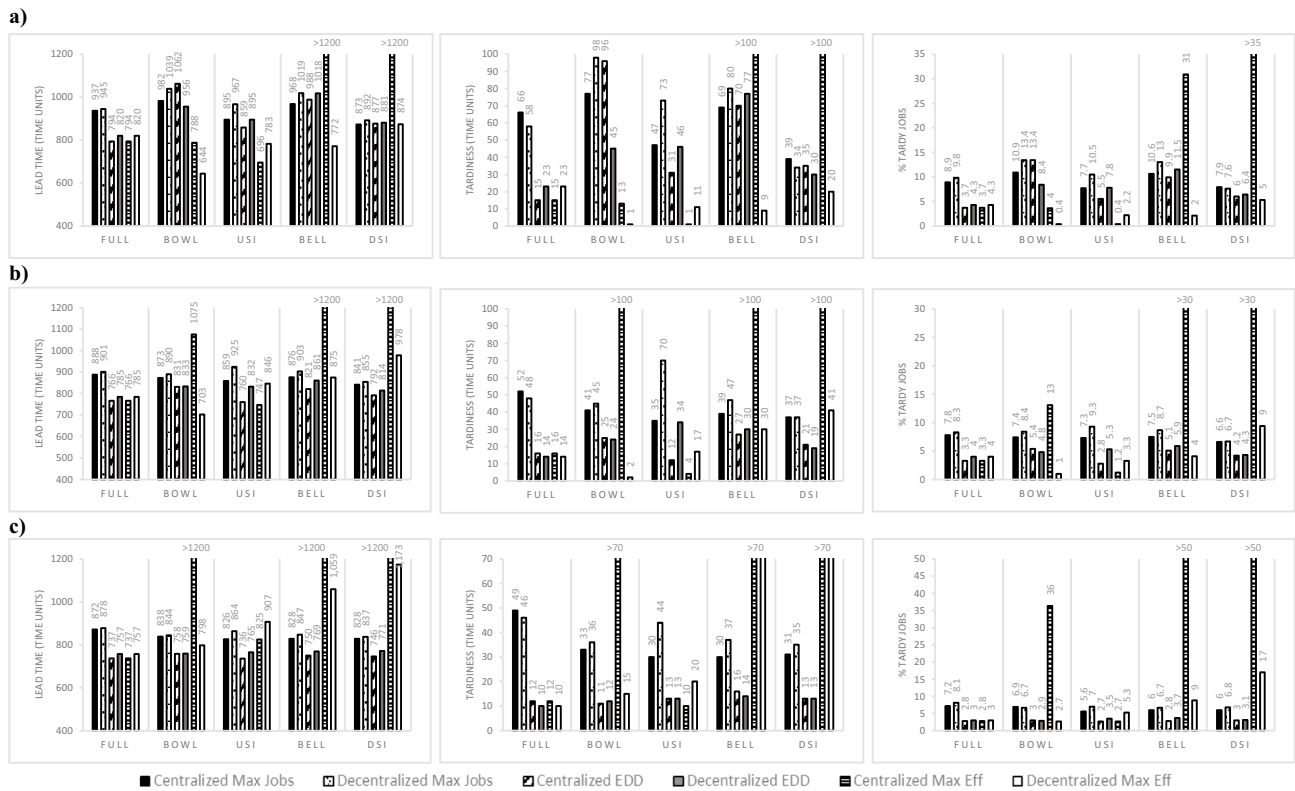 a)
>1200 >1200
LEAD TIME (TIME UNITS)
1200
1000
800
600
400
937 945 794 820 794 820
982 1039 1062 956 788 644
895 967 859 895 696 783
968 1019 988 1018 772
873 892 877 881 874
FULL BOWL USI BELL DSI
>100 >100
TARDINESS (TIME UNITS)
100
90
80
70
60
50
40
30
20
10
0
66 58 15 23 15 23
77 98 96 45 13 1
47 73 31 46 1 11
69 80 70 77 9
39 34 35 30 20
FULL BOWL USI BELL DSI
>35
% TARDY JOBS
35
30
25
20
15
10
5
0
8.9 9.8 3.7 4.3 3.7 4.3
10.9 13.4 13.4 8.4 4 0.4
7.7 10.5 5.5 7.8 0.4 2.2
10.6 13 9.9 11.5 31 2
7.9 7.6 6 6.4 5
FULL BOWL USI BELL DSI
b)
>1200 >1200
LEAD TIME (TIME UNITS)
1200
1100
1000
900
800
700
600
500
400
888 901 766 785 766 785
873 890 831 833 1075 703
859 925 760 832 747 846
876 903 821 861 875
841 855 792 814 978
FULL BOWL USI BELL DSI
>100 >100 >100
TARDINESS (TIME UNITS)
100
90
80
70
60
50
40
30
20
10
0
52 48 16 14 16 14
41 45 25 24 2
35 70 12 34 4 17
39 47 27 30 30
37 37 21 19 41
FULL BOWL USI BELL DSI
>30 >30
% TARDY JOBS
30
25
20
15
10
5
0
7.8 8.3 3.3 4 3.3 4
7.4 8.4 5.4 4.8 13 1
7.3 9.3 2.8 5.3 1.2 3.3
7.5 8.7 5.1 5.9 4
6.6 6.7 4.2 4.3 9
FULL BOWL USI BELL DSI
c)
>1200 >1200 >1200
LEAD TIME (TIME UNITS)
1200
1000
800
600
400
872 878 737 757 737 757
838 844 758 759 798
826 864 736 765 825 907
828 847 750 769 1,059
828 837 746 771 ,173
FULL BOWL USI BELL DSI
>70 >70 >70
TARDINESS (TIME UNITS)
70
60
50
40
30
20
10
0
49 46 12 10 12 10
33 36 11 12 15
30 44 13 13 10 20
30 37 16 14
31 35 13 13
FULL BOWL USI BELL DSI
>50 >50
% TARDY JOBS
50
45
40
35
30
25
20
15
10
5
0
7.2 8.1 2.8 3 2.8 3
6.9 6.7 3 2.9 36 2.7
5.6 7 2.7 3.5 2.7 5.3
6 6.7 2.8 3.7 9
6 6.8 3 3.1 17
FULL BOWL USI BELL DSI
Centralized Max Jobs Decentralized Max Jobs Centralized EDD Decentralized EDD Centralized Max Eff Decentralized Max Eff